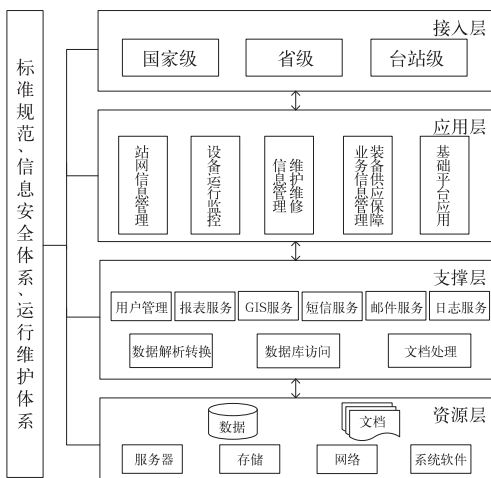 标准规范、信息安全体系、运行维护体系
接入层
国家级
省级
台站级
应用层
站网信息管理
设备运行监控
维护维修
信息管理
装备供应保障
业务信息管理
基础平台应用
支撑层
用户管理
报表服务
GIS服务
短信服务
邮件服务
日志服务
数据解析转换
数据库访问
文档处理
资源层
数据
文档
服务器
存储
网络
系统软件